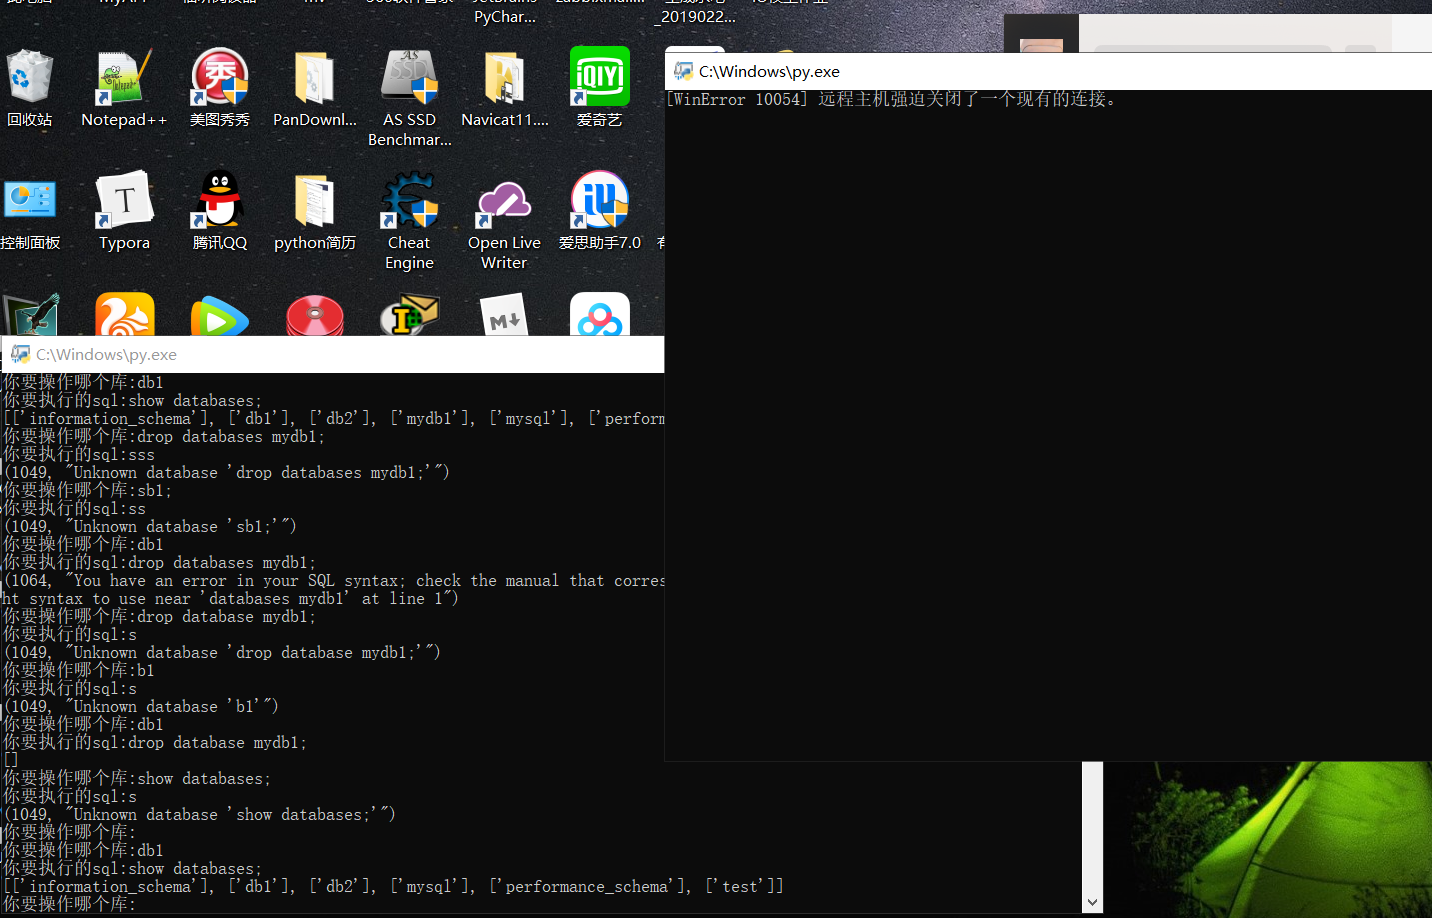 MyAPI
JetBrains
PyChar...
_2019022...
AS
SSD
QIYI
回收站
Notepad++
美图秀秀
PanDownl...
AS SSD
Benchmar...
Navicat11....
爱奇艺
T
控制面板
Typora
腾讯QQ
python简历
Cheat
Engine
Open Live
Writer
爱思助手7.0
M
C:\Windows\py.exe
[WinError 10054] 远程主机强迫关闭了一个现有的连接。
C:\Windows\py.exe
你要操作哪个库:db1
你要执行的sql:show databases;
[['information_schema'], ['db1'], ['db2'], ['mydb1'], ['mysql'], ['perform
你要操作哪个库:drop databases mydb1;
你要执行的sql:sss
(1049, "Unknown database 'drop databases mydb1;'")
你要操作哪个库:sb1;
你要执行的sql:ss
(1049, "Unknown database 'sb1;'")
你要操作哪个库:db1
你要执行的sql:drop databases mydb1;
(1064, "You have an error in your SQL syntax; check the manual that corres
ht syntax to use near 'databases mydb1' at line 1")
你要操作哪个库:drop database mydb1;
你要执行的sql:s
(1049, "Unknown database 'drop database mydb1;'")
你要操作哪个库:b1
你要执行的sql:s
(1049, "Unknown database 'b1'")
你要操作哪个库:db1
你要执行的sql:drop database mydb1;
[]
你要操作哪个库:show databases;
你要执行的sql:s
(1049, "Unknown database 'show databases;'")
你要操作哪个库:
你要操作哪个库:db1
你要执行的sql:show databases;
[['information_schema'], ['db1'], ['db2'], ['mysql'], ['performance_schema'], ['test']]
你要操作哪个库: